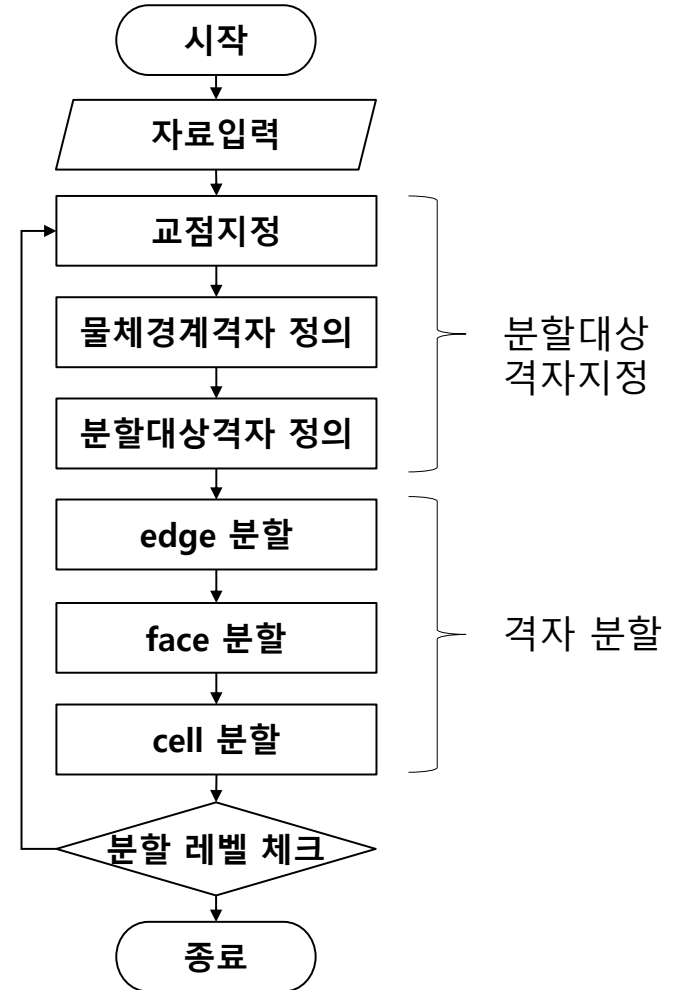 시작
자료입력
교점지정
물체경계격자 정의
분할대상격자 정의
분할대상
격자지정
edge 분할
face 분할
cell 분할
격자 분할
분할 레벨 체크
종료